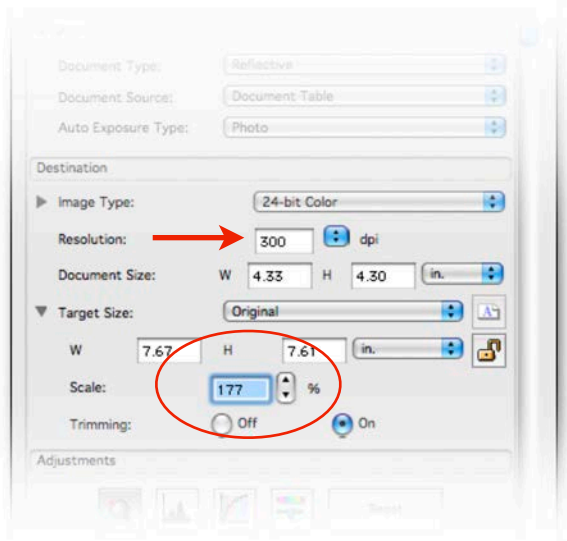 Document Type: Reflective
Document Source: Document Table
Auto Exposure Type: Photo
Destination
Image Type: 24-bit Color
Resolution: 300 dpi
Document Size: W 4.33 H 4.30 in.
Target Size: Original
W 7.67 H 7.61 in.
Scale: 177 %
Trimming: Off On
Adjustments
Reset